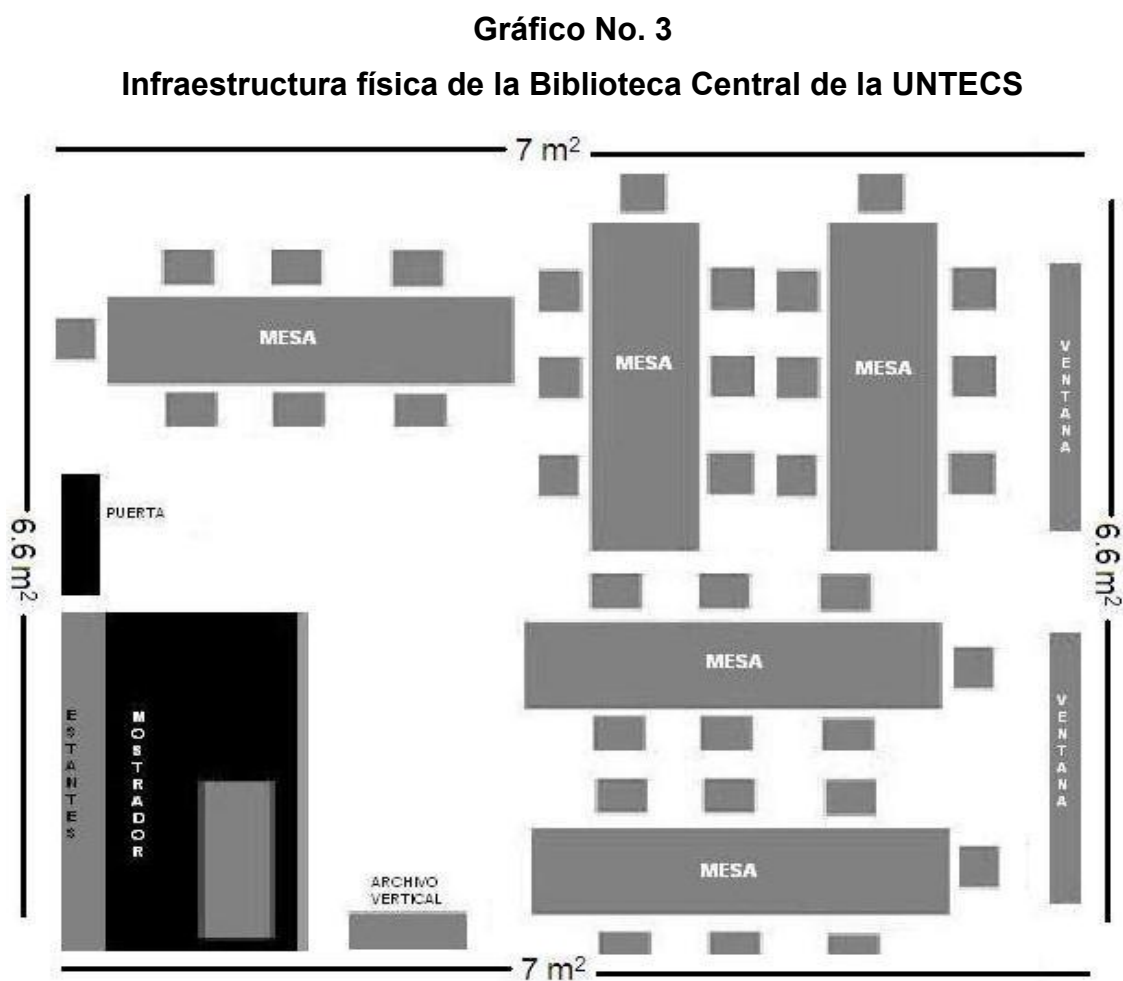 Gráfico No. 3
Infraestructura física de la Biblioteca Central de la UNTECS
7 m²
MESA
MESA
MESA
VENTANA
PUERTA
6.6 m²
6.6 m²
MESA
ESTANTES
MOSTRADOR
VENTANA
MESA
ARCHIVO
VERTICAL
7 m²